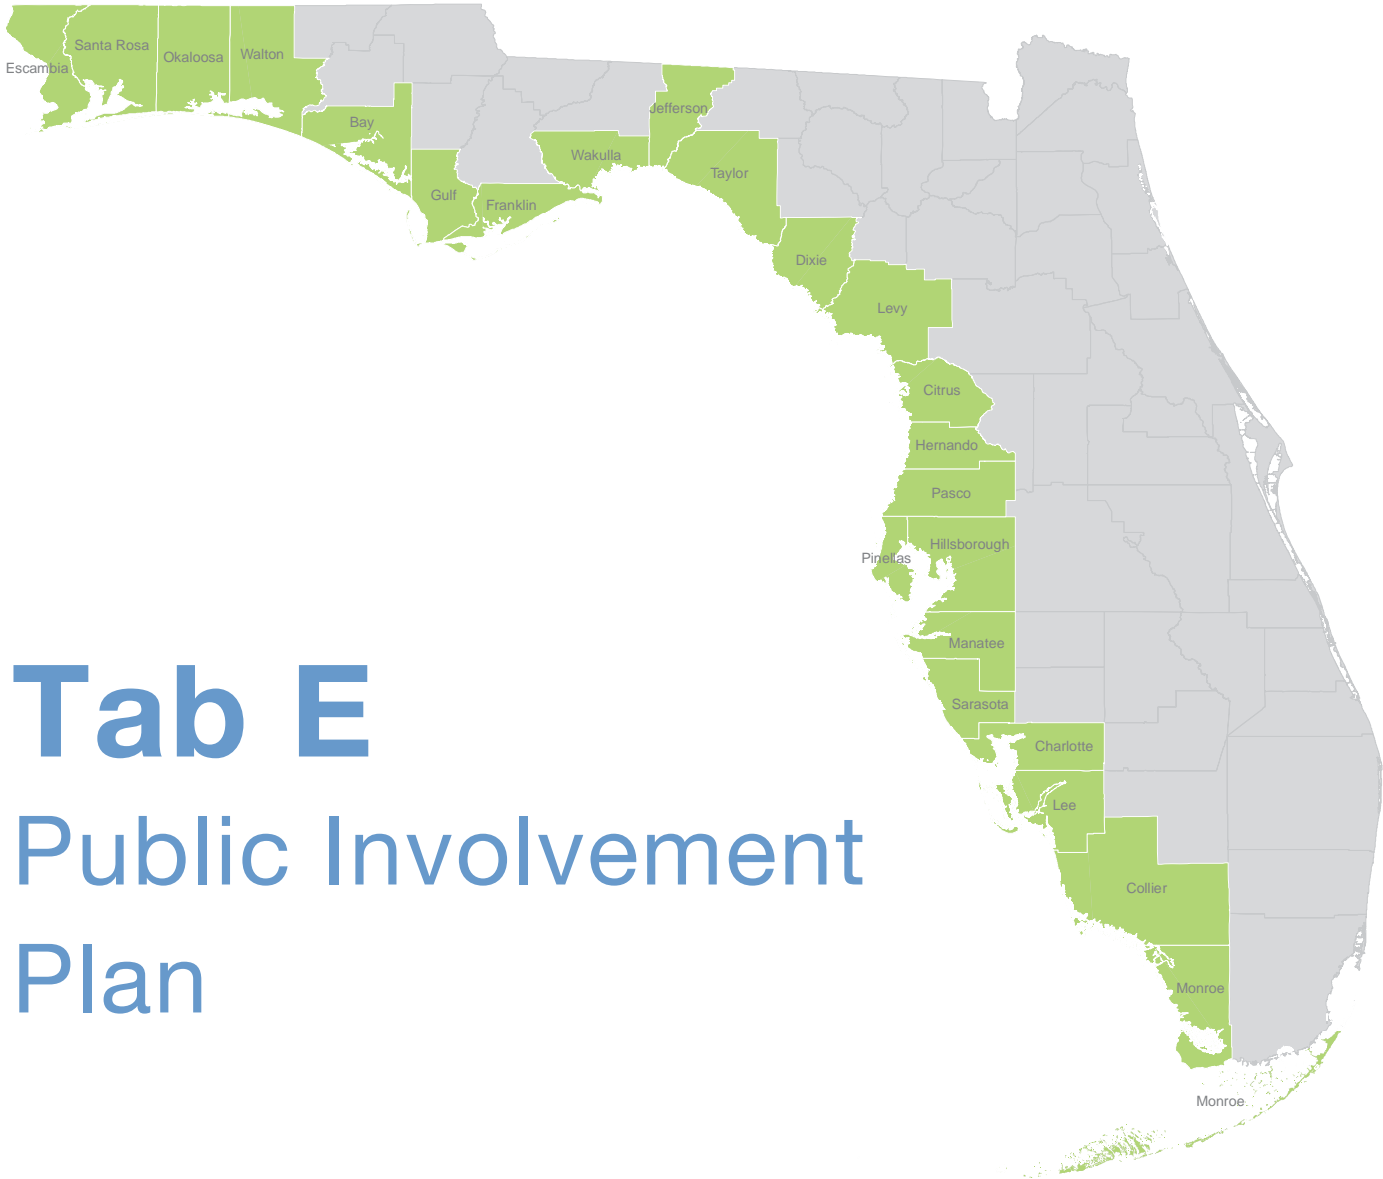 Santa Rosa
Okaloosa
Walton
Escambia
Jefferson
Bay
Wakulla
Taylor
Gulf
Franklin
Dixie
Levy
Citrus
Hernando
Pasco
Hillsborough
Pinellas
Manatee
Sarasota
Charlotte
Lee
Collier
Monroe
Monroe
Tab E
Public Involvement
Plan